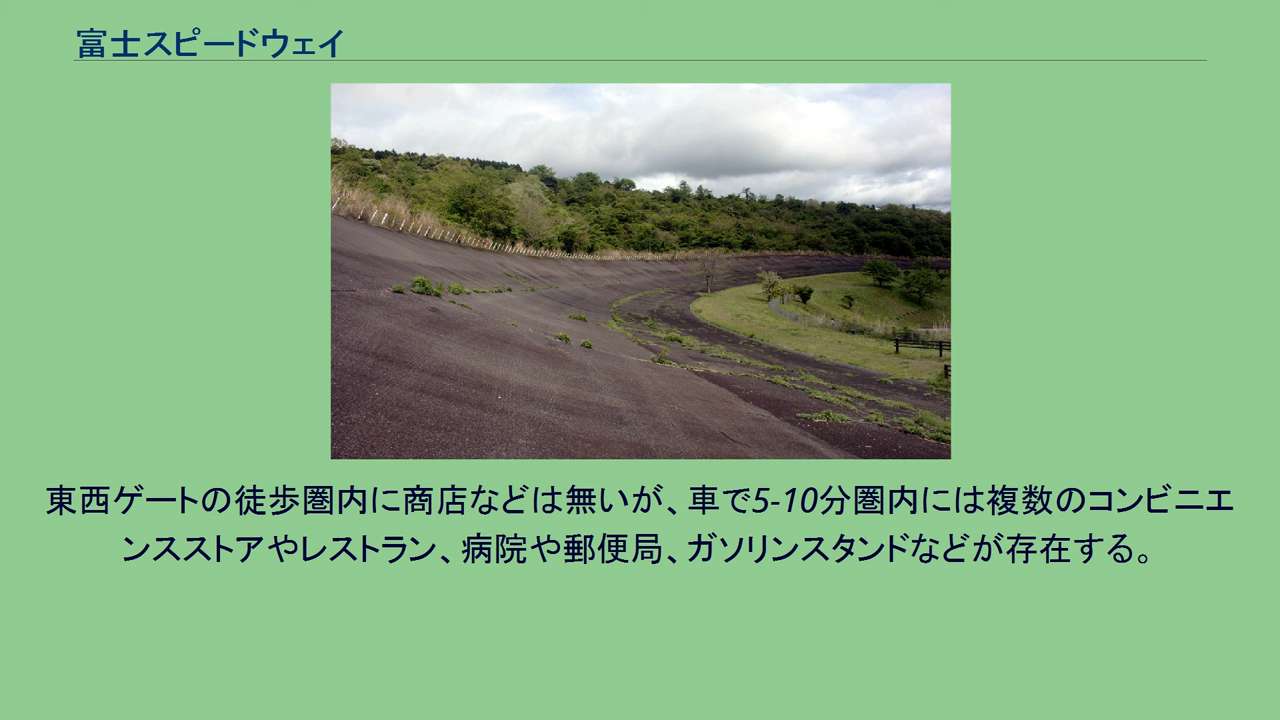 富士スピードウェイ
東西ゲートの徒歩圏内に商店などは無いが、車で5-10分圏内には複数のコンビニエ
ンスストアやレストラン、病院や郵便局、ガソリンスタンドなどが存在する。